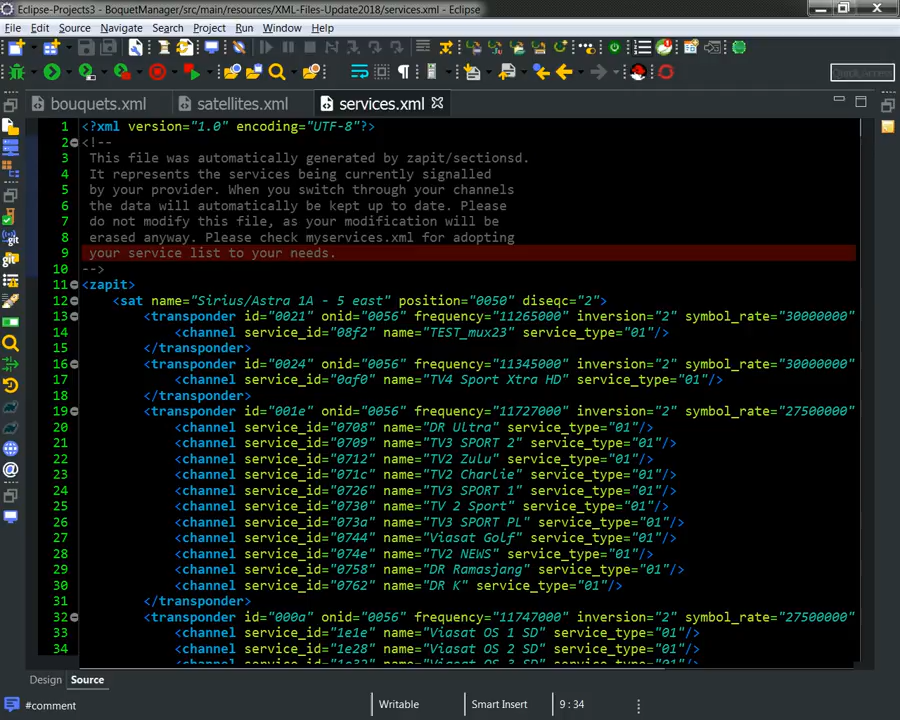 Eclipse-Projects3 - BoquetManager/src/main/resources/XML-Files-Update2018/services.xml - Eclipse
File Edit Source Navigate Search Project Run Window Help
Quick Access
bouquets.xml satellites.xml services.xml
1 <?xml version="1.0" encoding="UTF-8"?>
2 <!--
3 This file was automatically generated by zapit/sectionsd.
4 It represents the services being currently signalled
5 by your provider. When you switch through your channels
6 the data will automatically be kept up to date. Please
7 do not modify this file, as your modification will be
8 erased anyway. Please check myservices.xml for adopting
9 your service list to your needs.
10 -->
11 <zapit>
12 <sat name="Sirius/Astra 1A - 5 east" position="0050" diseqc="2">
13 <transponder id="0021" onid="0056" frequency="11265000" inversion="2" symbol_rate="30000000"
14 <channel service_id="08f2" name="TEST_mux23" service_type="01"/>
15 </transponder>
16 <transponder id="0024" onid="0056" frequency="11345000" inversion="2" symbol_rate="30000000"
17 <channel service_id="0af0" name="TV4 Sport Xtra HD" service_type="01"/>
18 </transponder>
19 <transponder id="001e" onid="0056" frequency="11727000" inversion="2" symbol_rate="27500000"
20 <channel service_id="0708" name="DR Ultra" service_type="01"/>
21 <channel service_id="0709" name="TV3 SPORT 2" service_type="01"/>
22 <channel service_id="0712" name="TV2 Zulu" service_type="01"/>
23 <channel service_id="071c" name="TV2 Charlie" service_type="01"/>
24 <channel service_id="0726" name="TV3 SPORT 1" service_type="01"/>
25 <channel service_id="0730" name="TV 2 Sport" service_type="01"/>
26 <channel service_id="073a" name="TV3 SPORT PL" service_type="01"/>
27 <channel service_id="0744" name="Viasat Golf" service_type="01"/>
28 <channel service_id="074e" name="TV2 NEWS" service_type="01"/>
29 <channel service_id="0758" name="DR Ramasjang" service_type="01"/>
30 <channel service_id="0762" name="DR K" service_type="01"/>
31 </transponder>
32 <transponder id="000a" onid="0056" frequency="11747000" inversion="2" symbol_rate="27500000"
33 <channel service_id="1e1e" name="Viasat OS 1 SD" service_type="01"/>
34 <channel service_id="1e28" name="Viasat OS 2 SD" service_type="01"/>
<channel service_id="1e32" name="Viasat OS 3 SD" service_type="01"/>
Design Source
#comment Writable Smart Insert 9 : 34